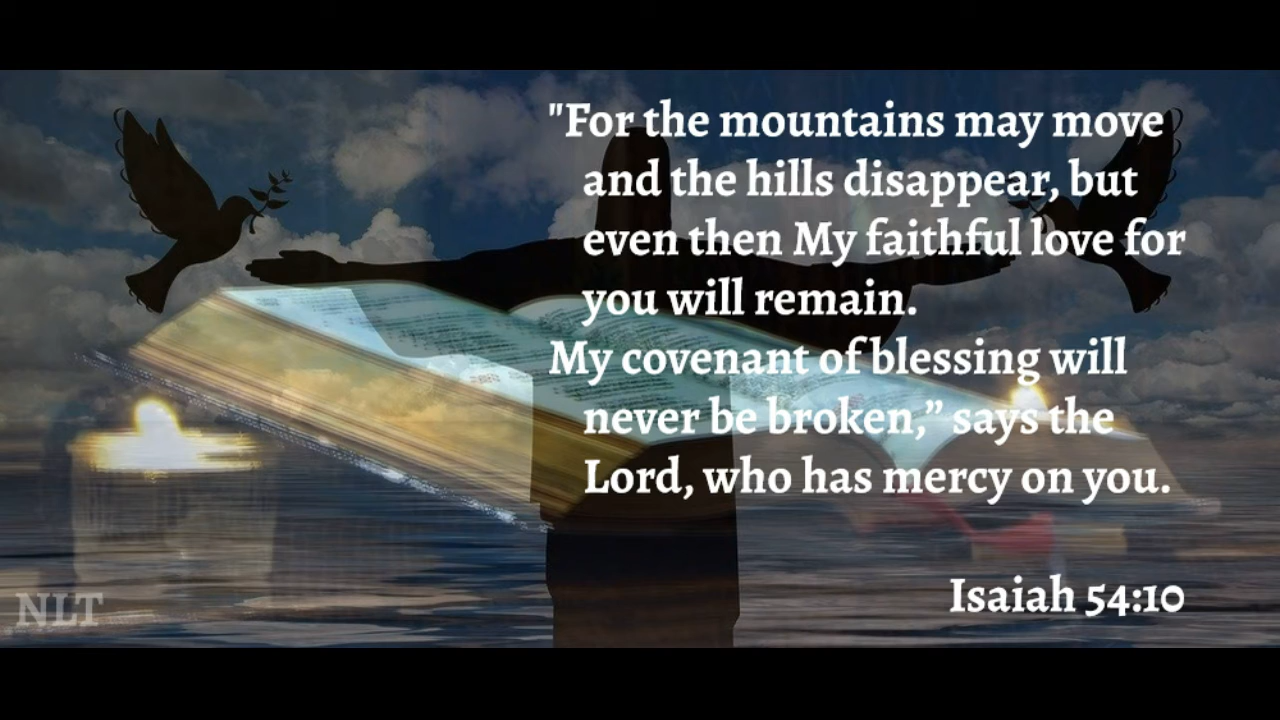 "For the mountains may move
and the hills disappear, but
even then My faithful love for
you will remain.
My covenant of blessing will
never be broken,” says the
Lord, who has mercy on you.
Isaiah 54:10
NLT